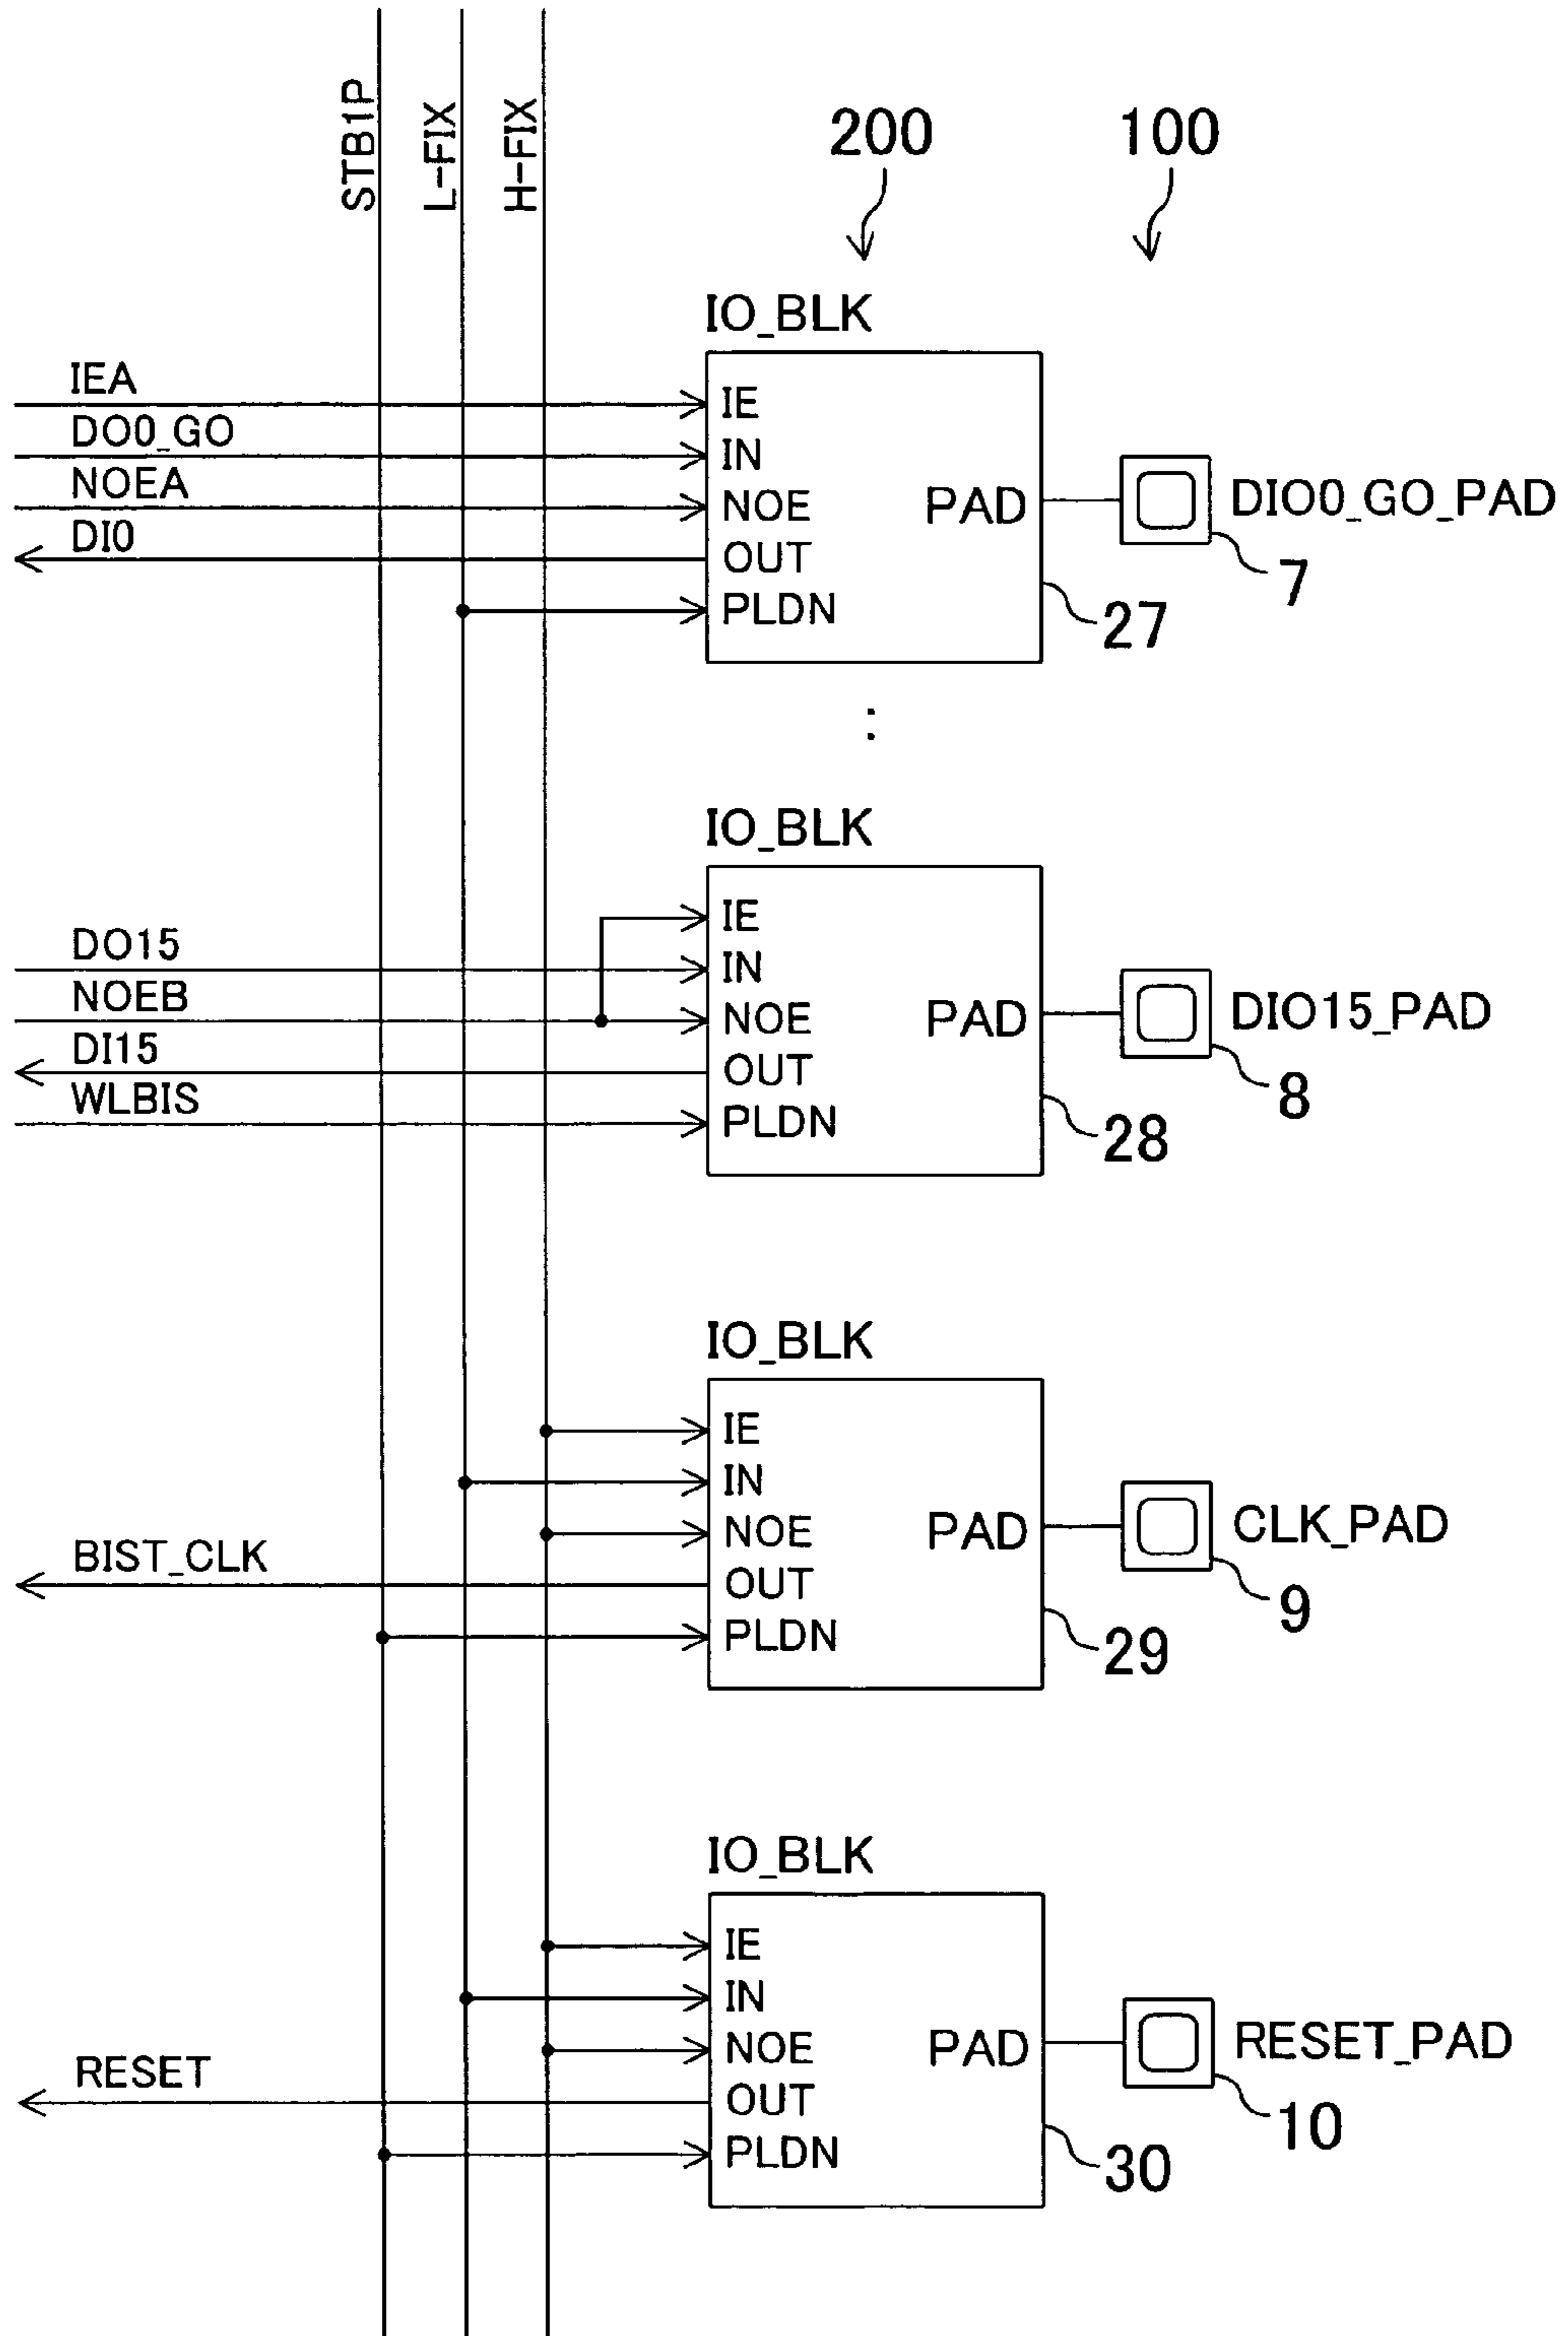 STB1P
L-FIX
H-FIX
200
100
IO_BLK
IEA
IE
DO0_GO
IN
NOEA
NOE
PAD
DIO0_GO_PAD
DI0
OUT
7
PLDN
27
:
IO_BLK
IE
DO15
IN
NOEB
NOE
PAD
DIO15_PAD
DI15
OUT
8
WLBIS
PLDN
28
IO_BLK
IE
IN
NOE
PAD
CLK_PAD
BIST_CLK
OUT
9
PLDN
29
IO_BLK
IE
IN
NOE
PAD
RESET_PAD
RESET
OUT
10
PLDN
30